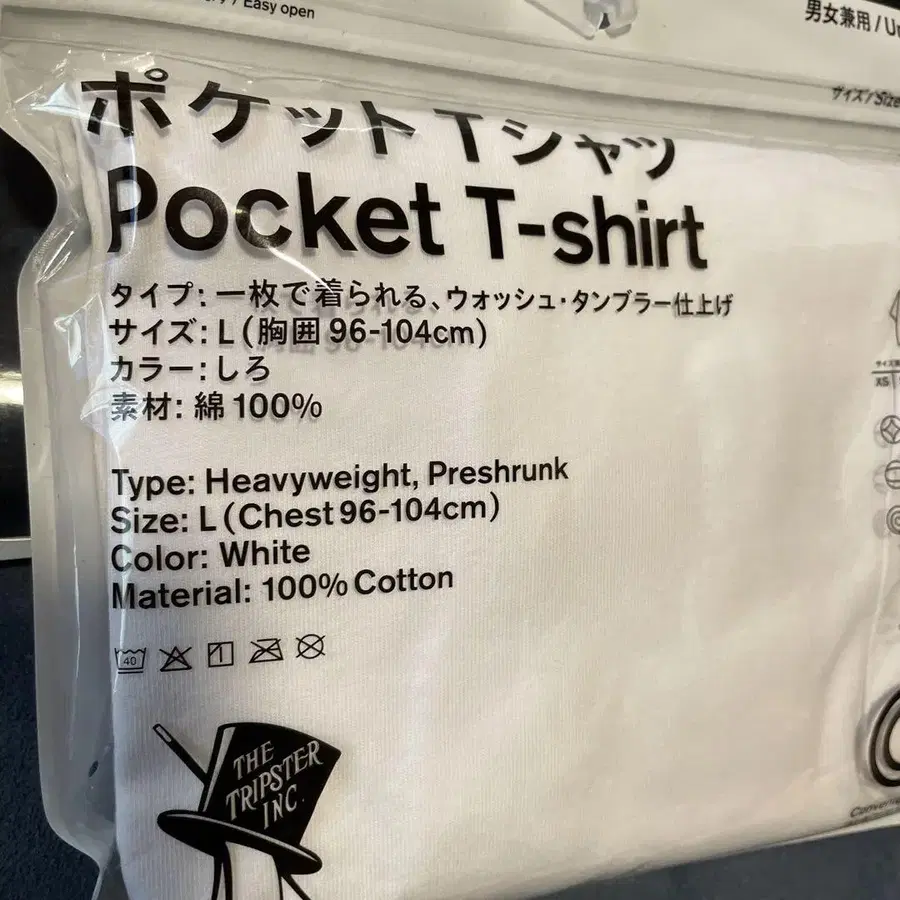 / Easy open
男女兼用 / U
サイズ / Size
ポケットTシャツ
Pocket T-shirt
タイプ: 一枚で着られる、ウォッシュ・タンブラー仕上げ
サイズ: L (胸囲 96-104cm)
カラー: しろ
素材: 綿 100%
Type: Heavyweight, Preshrunk
Size: L (Chest 96-104cm)
Color: White
Material: 100% Cotton
40
THE
TRIPSTER
INC.
XS